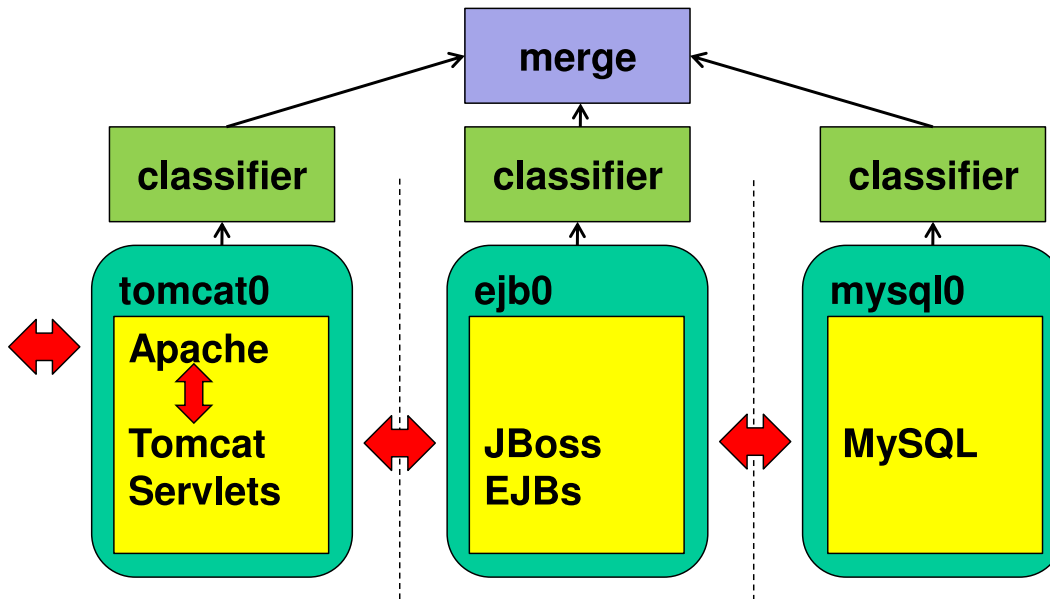 merge
classifier
classifier
classifier
tomcat0
Apache
Tomcat
Servlets
ejb0
JBoss
EJBs
mysql0
MySQL